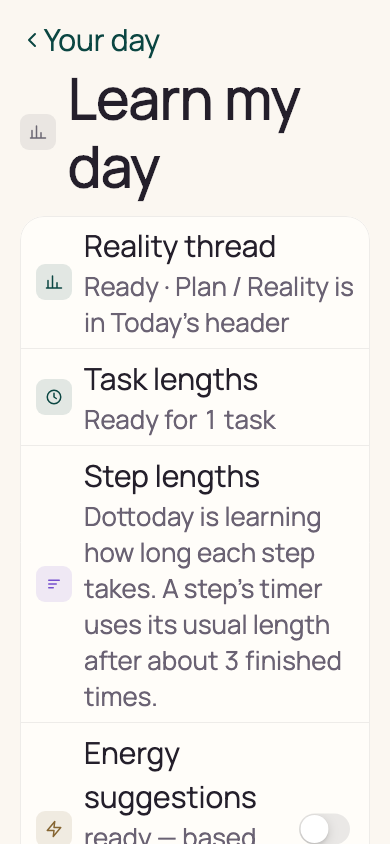 Your day
Learn my
day
Reality thread
Ready · Plan / Reality is
in Today’s header
Task lengths
Ready for 1 task
Step lengths
Dottoday is learning
how long each step
takes. A step’s timer
uses its usual length
after about 3 finished
times.
Energy
suggestions
ready — based